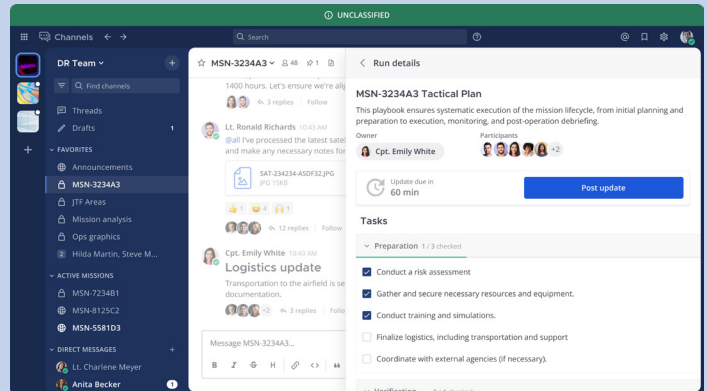 UNCLASSIFIED
Channels
Search
DR Team
Find channels
Threads
Drafts 1
FAVORITES
Announcements
MSN-3234A3
JTF Areas
Mission analysis
Ops graphics
2 Hilda Martin, Steve M...
ACTIVE MISSIONS
MSN-7234B1
MSN-8125C2
MSN-5581D3
DIRECT MESSAGES
Lt. Charlene Meyer
Anita Becker 1
MSN-3234A3 48 1
1400 hours. Let's ensure we're alig
3 replies Follow
Lt. Ronald Richards 10:43 AM
@all I've processed the latest satel
and make any necessary notes for
SAT-234234-ASDF32.JPG
JPG 15KB
1 4 1
12 replies Follow
Cpt. Emily White 10:43 AM
Logistics update
Transportation to the airfield is se
documentation.
+2 3 replies Follow
Message MSN-3234A3...
B I S H
Run details
MSN-3234A3 Tactical Plan
This playbook ensures systematic execution of the mission lifecycle, from initial planning and
preparation to execution, monitoring, and post-operation debriefing.
Owner Participants
Cpt. Emily White +2
Update due in
60 min
Post update
Tasks
Preparation 1 / 3 checked
Conduct a risk assessment
Gather and secure necessary resources and equipment.
Conduct training and simulations.
Finalize logistics, including transportation and support
Coordinate with external agencies (if necessary).